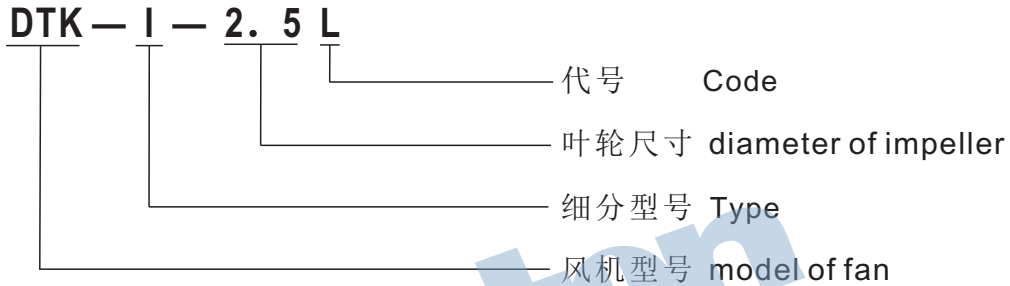 DTK — I — 2. 5 L
代号 Code
叶轮尺寸 diameter of impeller
细分型号 Type
风机型号 model of fan